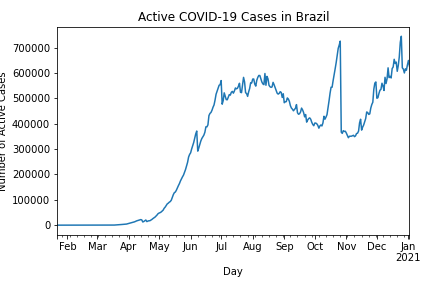 Active COVID-19 Cases in Brazil
Number of Active Cases
700000
600000
500000
400000
300000
200000
100000
0
Feb Mar Apr May Jun Jul Aug Sep Oct Nov Dec Jan
2021
Day